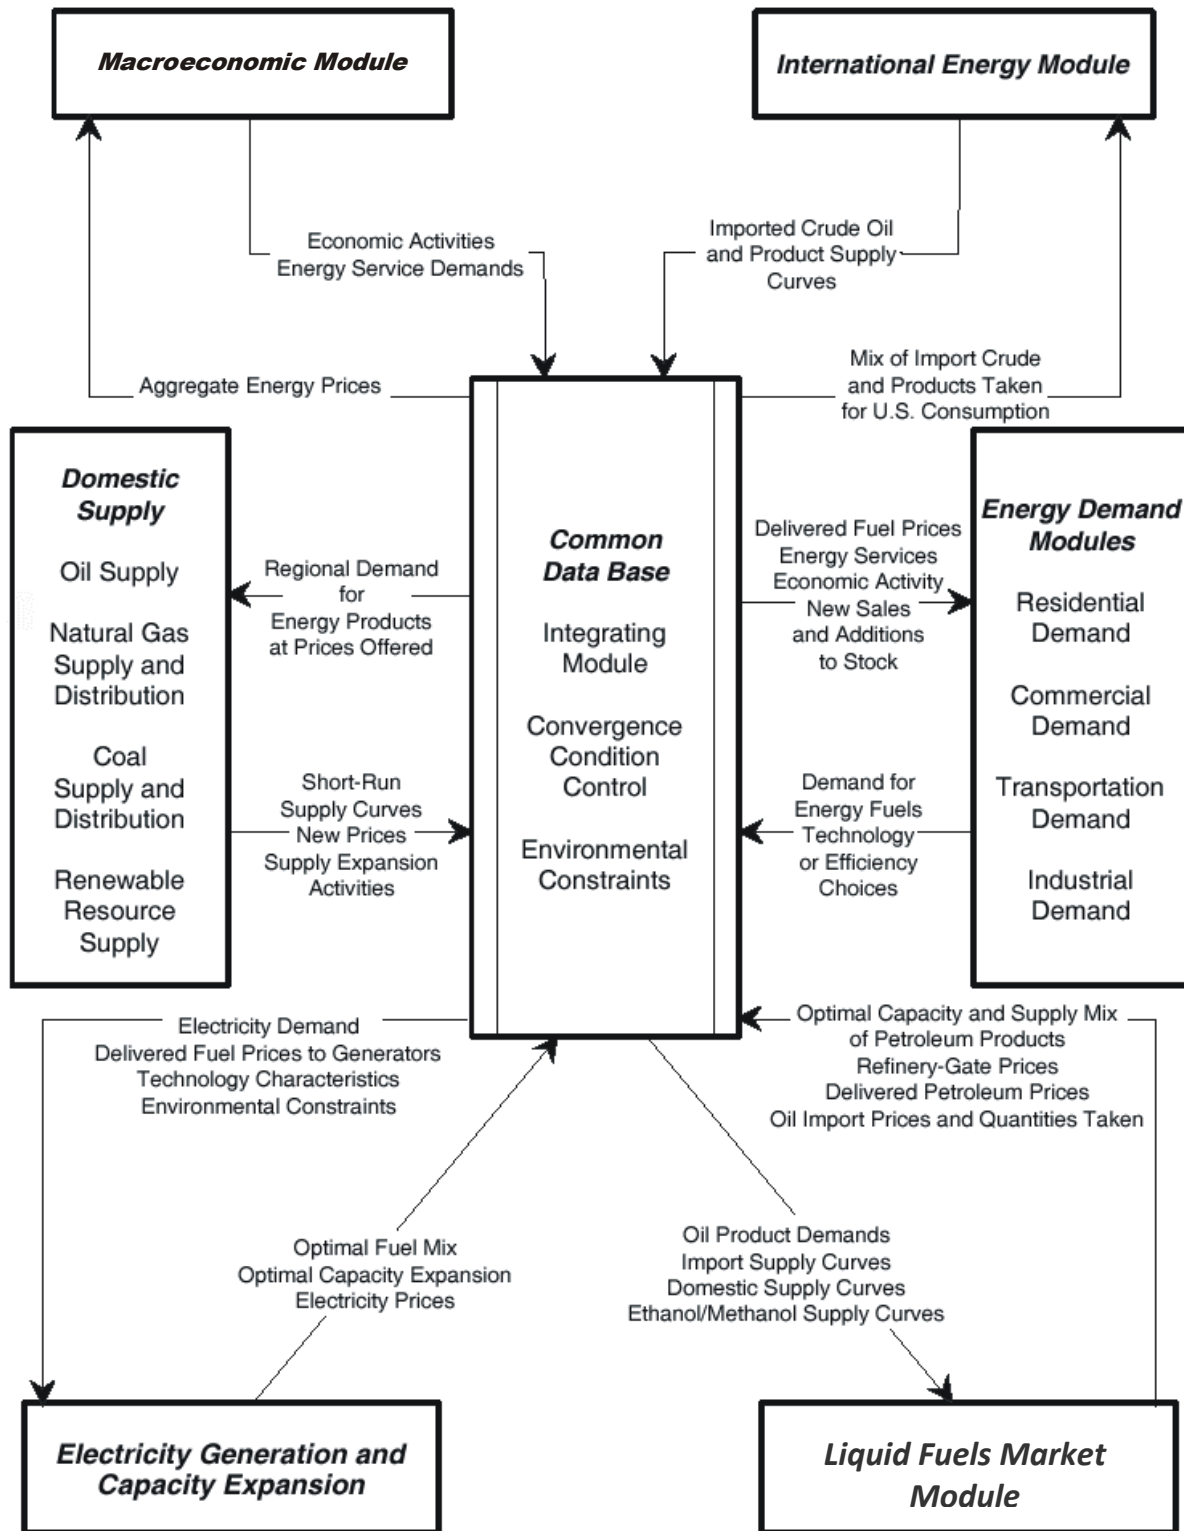 Macroeconomic Module
International Energy Module
Economic Activities
Energy Service Demands
Imported Crude Oil
and Product Supply
Curves
Aggregate Energy Prices
Mix of Import Crude
and Products Taken
for U.S. Consumption
Domestic
Supply
Oil Supply
Natural Gas
Supply and
Distribution
Coal
Supply and
Distribution
Renewable
Resource
Supply
Regional Demand
for
Energy Products
at Prices Offered
Short-Run
Supply Curves
New Prices
Supply Expansion
Activities
Common
Data Base
Integrating
Module
Convergence
Condition
Control
Environmental
Constraints
Delivered Fuel Prices
Energy Services
Economic Activity
New Sales
and Additions
to Stock
Demand for
Energy Fuels
Technology
or Efficiency
Choices
Energy Demand
Modules
Residential
Demand
Commercial
Demand
Transportation
Demand
Industrial
Demand
Electricity Demand
Delivered Fuel Prices to Generators
Technology Characteristics
Environmental Constraints
Optimal Capacity and Supply Mix
of Petroleum Products
Refinery-Gate Prices
Delivered Petroleum Prices
Oil Import Prices and Quantities Taken
Optimal Fuel Mix
Optimal Capacity Expansion
Electricity Prices
Oil Product Demands
Import Supply Curves
Domestic Supply Curves
Ethanol/Methanol Supply Curves
Electricity Generation and
Capacity Expansion
Liquid Fuels Market
Module